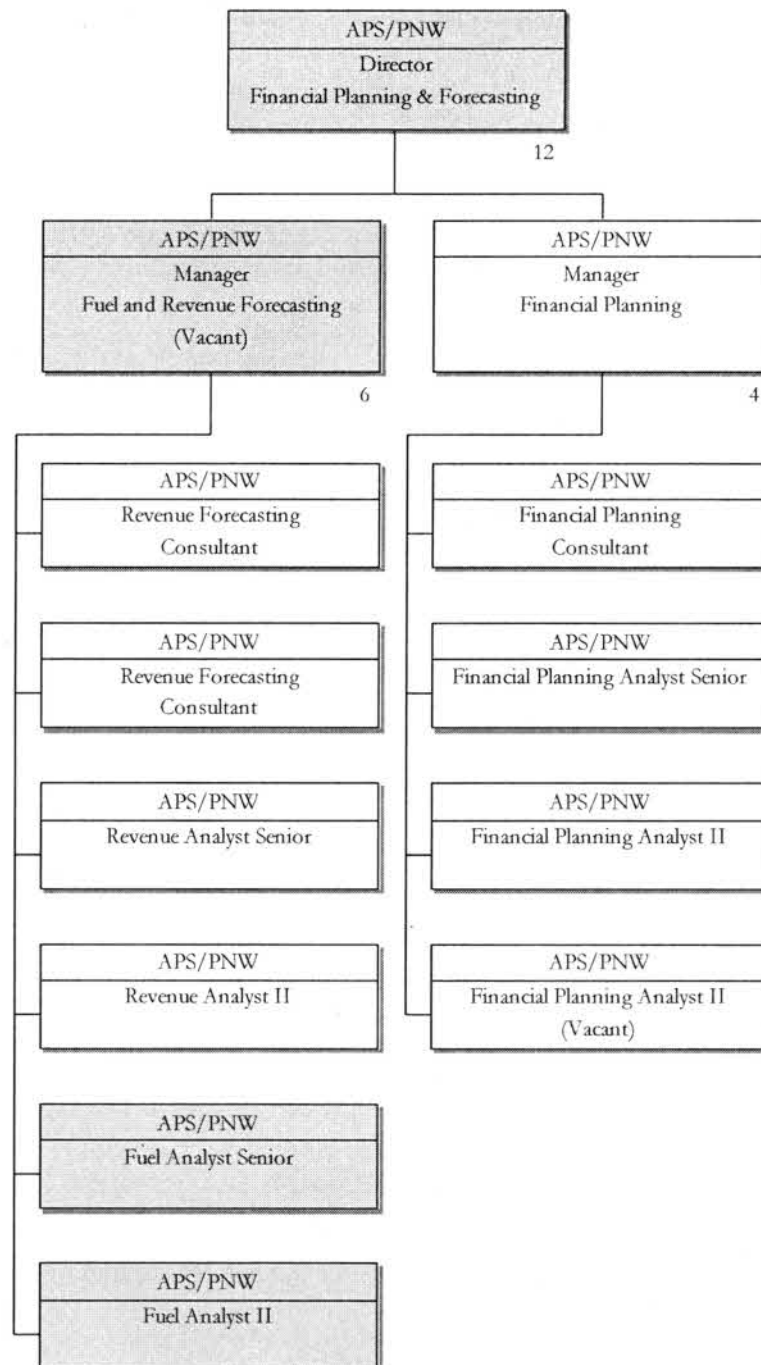 APS/PNW
Director
Financial Planning & Forecasting
12
APS/PNW
Manager
Fuel and Revenue Forecasting
(Vacant)
6
APS/PNW
Manager
Financial Planning
4
APS/PNW
Revenue Forecasting
Consultant
APS/PNW
Revenue Forecasting
Consultant
APS/PNW
Revenue Analyst Senior
APS/PNW
Revenue Analyst II
APS/PNW
Fuel Analyst Senior
APS/PNW
Fuel Analyst II
APS/PNW
Financial Planning
Consultant
APS/PNW
Financial Planning Analyst Senior
APS/PNW
Financial Planning Analyst II
APS/PNW
Financial Planning Analyst II
(Vacant)